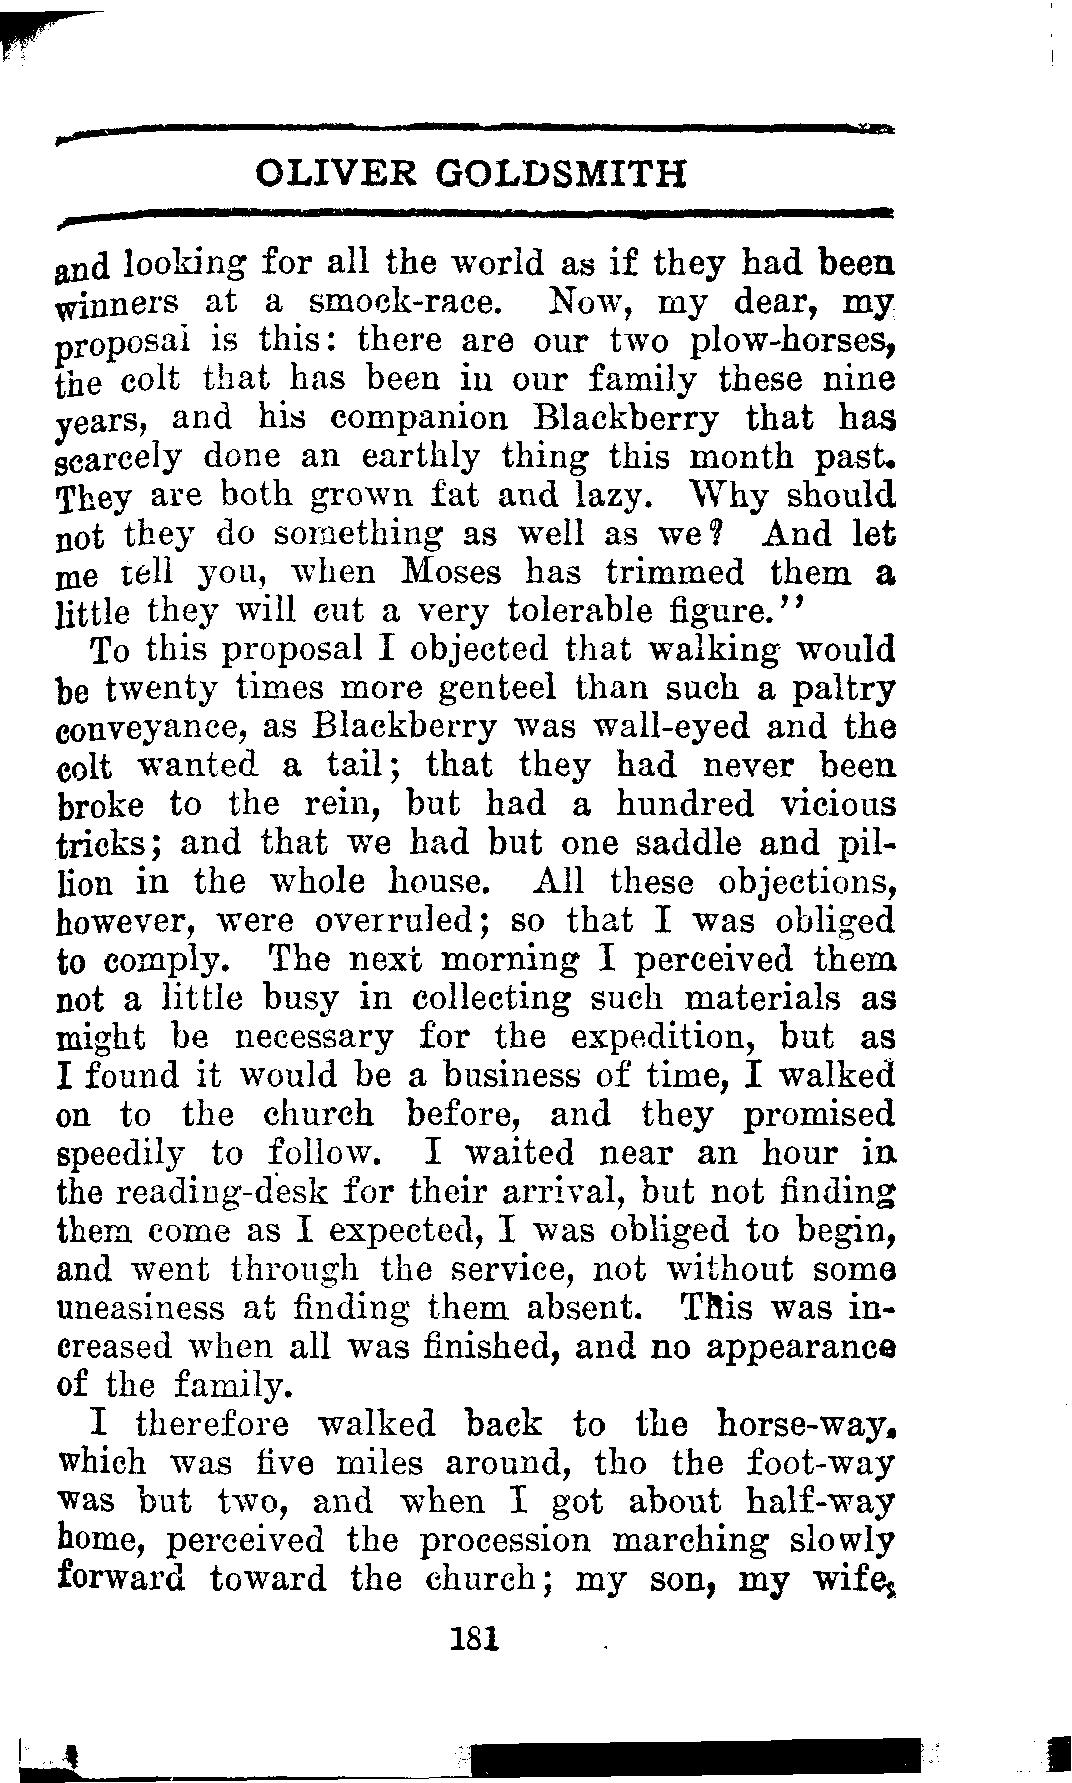 OLIVER GOLDSMITH
and looking for all the world as if they had been
winners at a smock-race. Now, my dear, my
proposal is this: there are our two plow-horses,
the colt that has been in our family these nine
years, and his companion Blackberry that has
scarcely done an earthly thing this month past.
They are both grown fat and lazy. Why should
not they do something as well as we? And let
me tell you, when Moses has trimmed them a
little they will cut a very tolerable figure.''
To this proposal I objected that walking would
be twenty times more genteel than such a paltry
conveyance, as Blackberry was wall-eyed and the
colt wanted a tail; that they had never been
broke to the rein, but had a hundred vicious
tricks; and that we had but one saddle and pil-
lion in the whole house. All these objections,
however, were overruled; so that I was obliged
to comply. The next morning I perceived them
not a little busy in collecting such materials as
might be necessary for the expedition, but as
I found it would be a business of time, I walked
on to the church before, and they promised
speedily to follow. I waited near an hour in
the reading-desk for their arrival, but not finding
them come as I expected, I was obliged to begin,
and went through the service, not without some
uneasiness at finding them absent. This was in-
creased when all was finished, and no appearance
of the family.
I therefore walked back to the horse-way,
which was five miles around, tho the foot-way
was but two, and when I got about half-way
home, perceived the procession marching slowly
forward toward the church; my son, my wife,
181